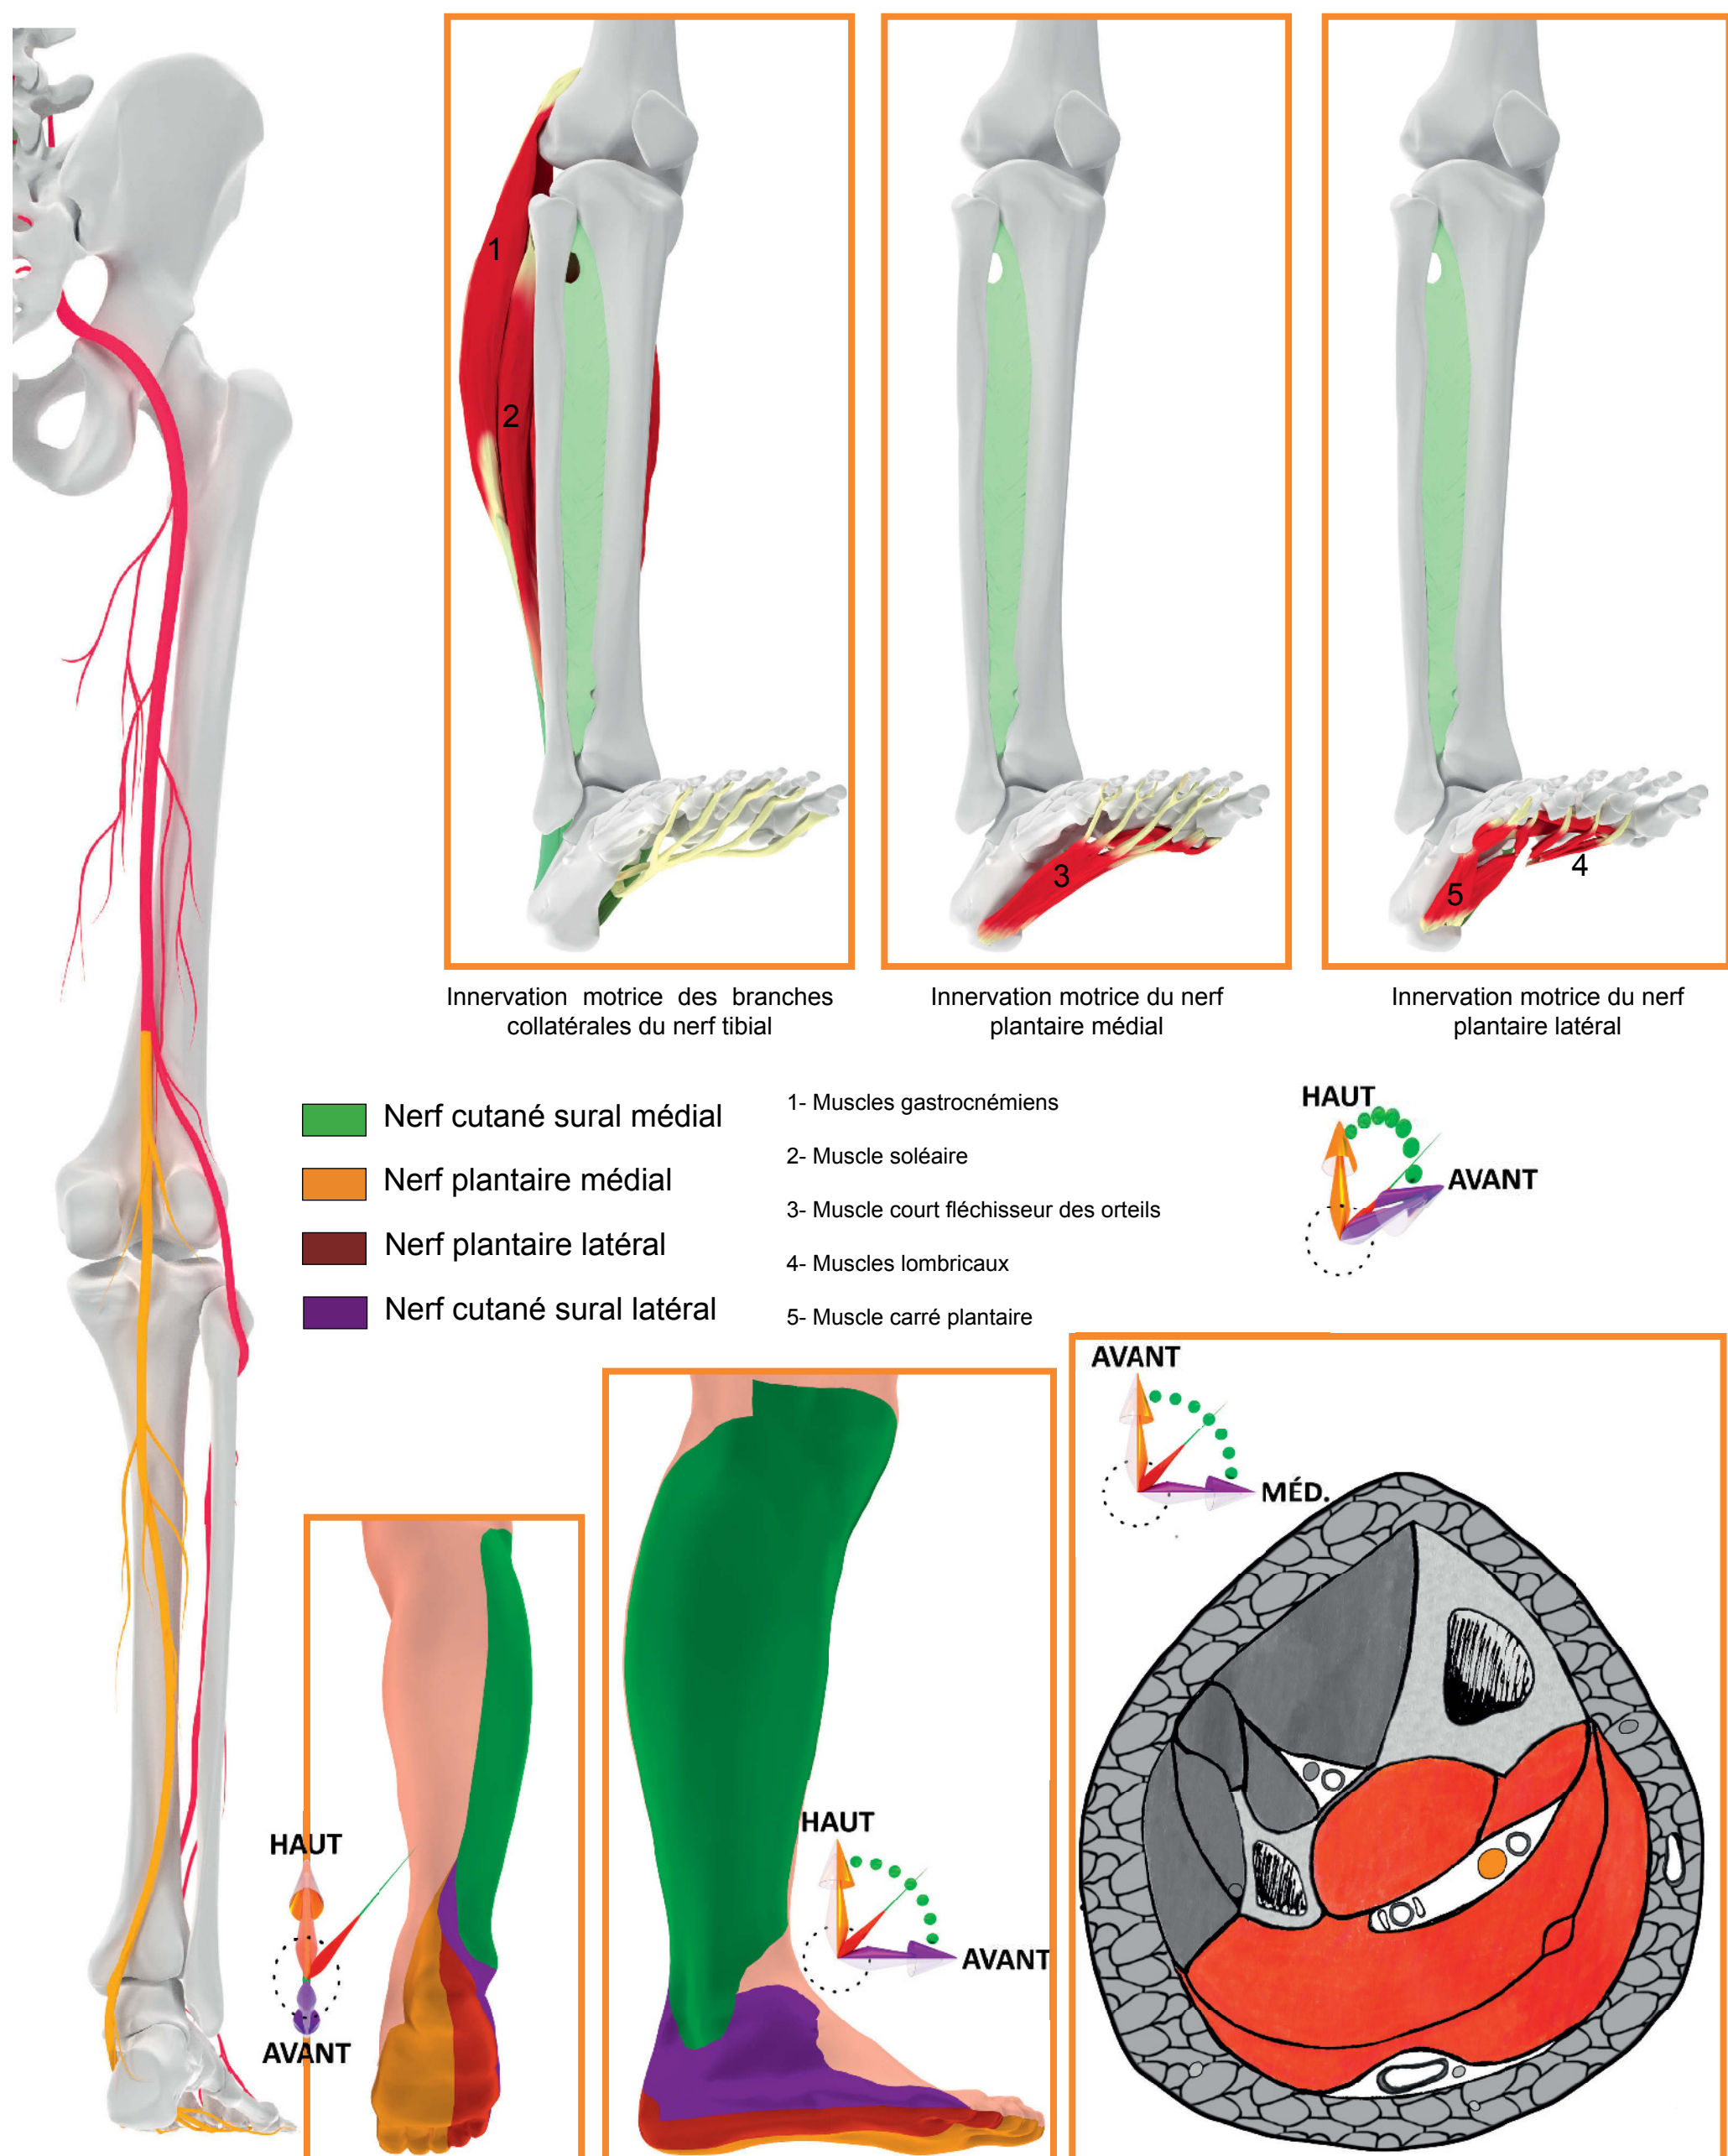 1
2
3
4
5
Innervation motrice des branches
collatérales du nerf tibial
Innervation motrice du nerf
plantaire médial
Innervation motrice du nerf
plantaire latéral
Nerf cutané sural médial
Nerf plantaire médial
Nerf plantaire latéral
Nerf cutané sural latéral
1- Muscles gastrocnémiens
2- Muscle soléaire
3- Muscle court fléchisseur des orteils
4- Muscles lombricaux
5- Muscle carré plantaire
HAUT
AVANT
HAUT
AVANT
HAUT
AVANT
AVANT
MÉD.